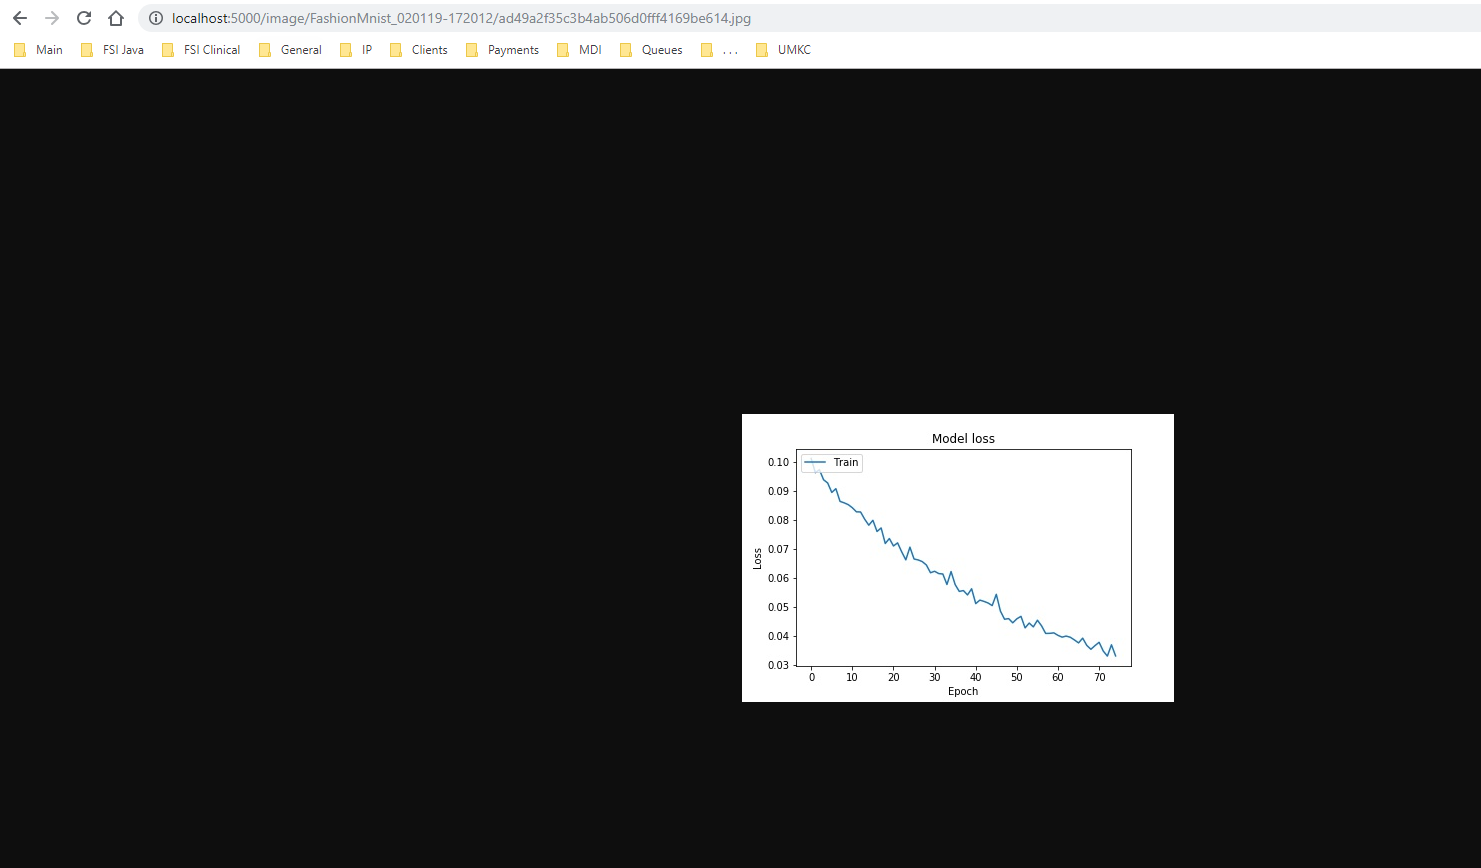 localhost:5000/image/FashionMnist_020119-172012/ad49a2f35c3b4ab506d0fff4169be614.jpg
Main FSI Java FSI Clinical General IP Clients Payments MDI Queues ... UMKC
Model loss
Train
0.10
0.09
0.08
0.07
0.06
0.05
0.04
0.03
Loss
0 10 20 30 40 50 60 70
Epoch